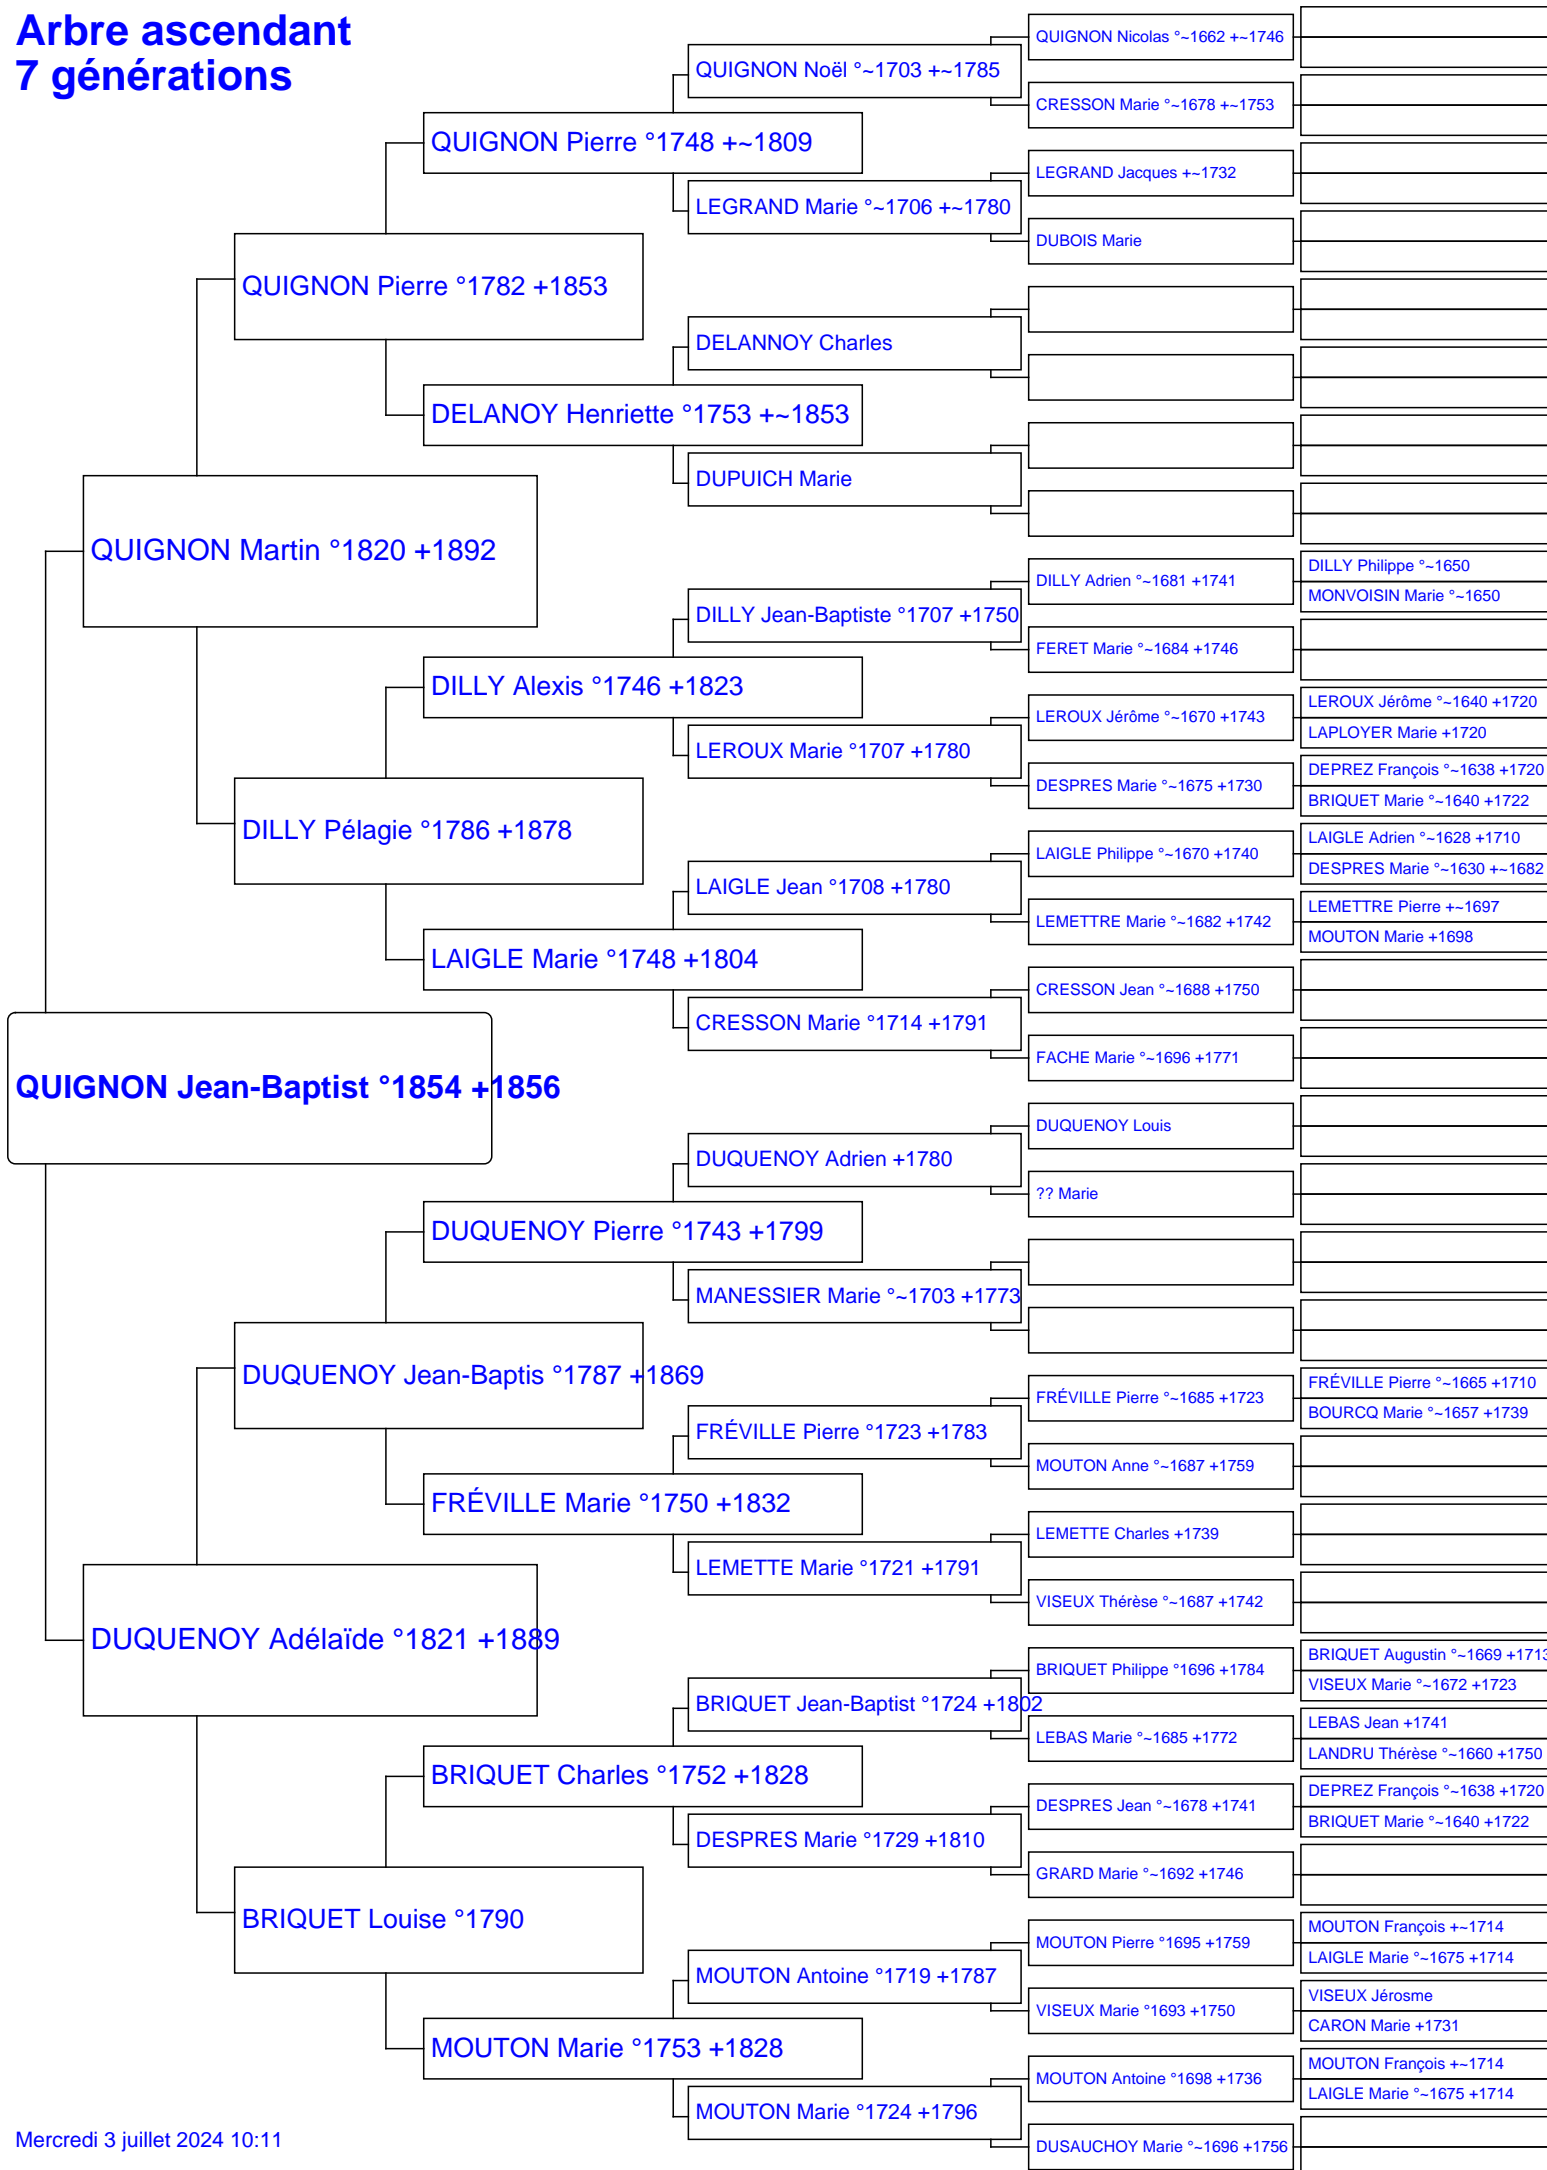 Arbre ascendant
7 générations
QUIGNON Jean-Baptist °1854 +1856
QUIGNON Martin °1820 +1892
DUQUENOY Adélaïde °1821 +1889
QUIGNON Pierre °1782 +1853
DILLY Pélagie °1786 +1878
DUQUENOY Jean-Baptis °1787 +1869
BRIQUET Louise °1790
QUIGNON Pierre °1748 +~1809
DELANOY Henriette °1753 +~1853
DILLY Alexis °1746 +1823
LAIGLE Marie °1748 +1804
DUQUENOY Pierre °1743 +1799
FRÉVILLE Marie °1750 +1832
BRIQUET Charles °1752 +1828
MOUTON Marie °1753 +1828
QUIGNON Noël °~1703 +~1785
LEGRAND Marie °~1706 +~1780
DELANNOY Charles
DUPUICH Marie
DILLY Jean-Baptiste °1707 +1750
LEROUX Marie °1707 +1780
LAIGLE Jean °1708 +1780
CRESSON Marie °1714 +1791
DUQUENOY Adrien +1780
MANESSIER Marie °~1703 +1773
FRÉVILLE Pierre °1723 +1783
LEMETTE Marie °1721 +1791
BRIQUET Jean-Baptist °1724 +1802
DESPRES Marie °1729 +1810
MOUTON Antoine °1719 +1787
MOUTON Marie °1724 +1796
QUIGNON Nicolas °~1662 +~1746
CRESSON Marie °~1678 +~1753
LEGRAND Jacques +~1732
DUBOIS Marie
DILLY Adrien °~1681 +1741
FERET Marie °~1684 +1746
LEROUX Jérôme °~1670 +1743
DESPRES Marie °~1675 +1730
LAIGLE Philippe °~1670 +1740
LEMETTRE Marie °~1682 +1742
CRESSON Jean °~1688 +1750
FACHE Marie °~1696 +1771
DUQUENOY Louis
?? Marie
FRÉVILLE Pierre °~1685 +1723
MOUTON Anne °~1687 +1759
LEMETTE Charles +1739
VISEUX Thérèse °~1687 +1742
BRIQUET Philippe °1696 +1784
LEBAS Marie °~1685 +1772
DESPRES Jean °~1678 +1741
GRARD Marie °~1692 +1746
MOUTON Pierre °1695 +1759
VISEUX Marie °1693 +1750
MOUTON Antoine °1698 +1736
DUSAUCHOY Marie °~1696 +1756
DILLY Philippe °~1650
MONVOISIN Marie °~1650
LEROUX Jérôme °~1640 +1720
LAPLOYER Marie +1720
DEPREZ François °~1638 +1720
BRIQUET Marie °~1640 +1722
LAIGLE Adrien °~1628 +1710
DESPRES Marie °~1630 +~1682
LEMETTRE Pierre +~1697
MOUTON Marie +1698
FRÉVILLE Pierre °~1665 +1710
BOURCQ Marie °~1657 +1739
BRIQUET Augustin °~1669 +1713
VISEUX Marie °~1672 +1723
LEBAS Jean +1741
LANDRU Thérèse °~1660 +1750
DEPREZ François °~1638 +1720
BRIQUET Marie °~1640 +1722
MOUTON François +~1714
LAIGLE Marie °~1675 +1714
VISEUX Jérosme
CARON Marie +1731
MOUTON François +~1714
LAIGLE Marie °~1675 +1714
Mercredi 3 juillet 2024 10:11